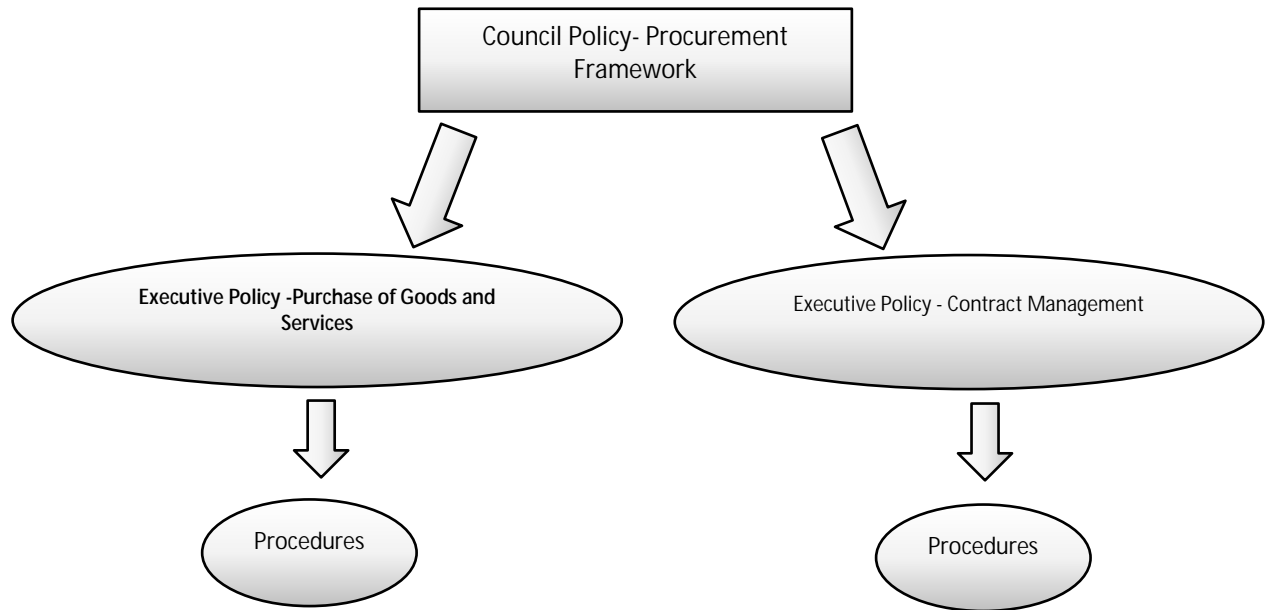 Council Policy- Procurement
Framework
Executive Policy -Purchase of Goods and
Services
Executive Policy - Contract Management
Procedures
Procedures